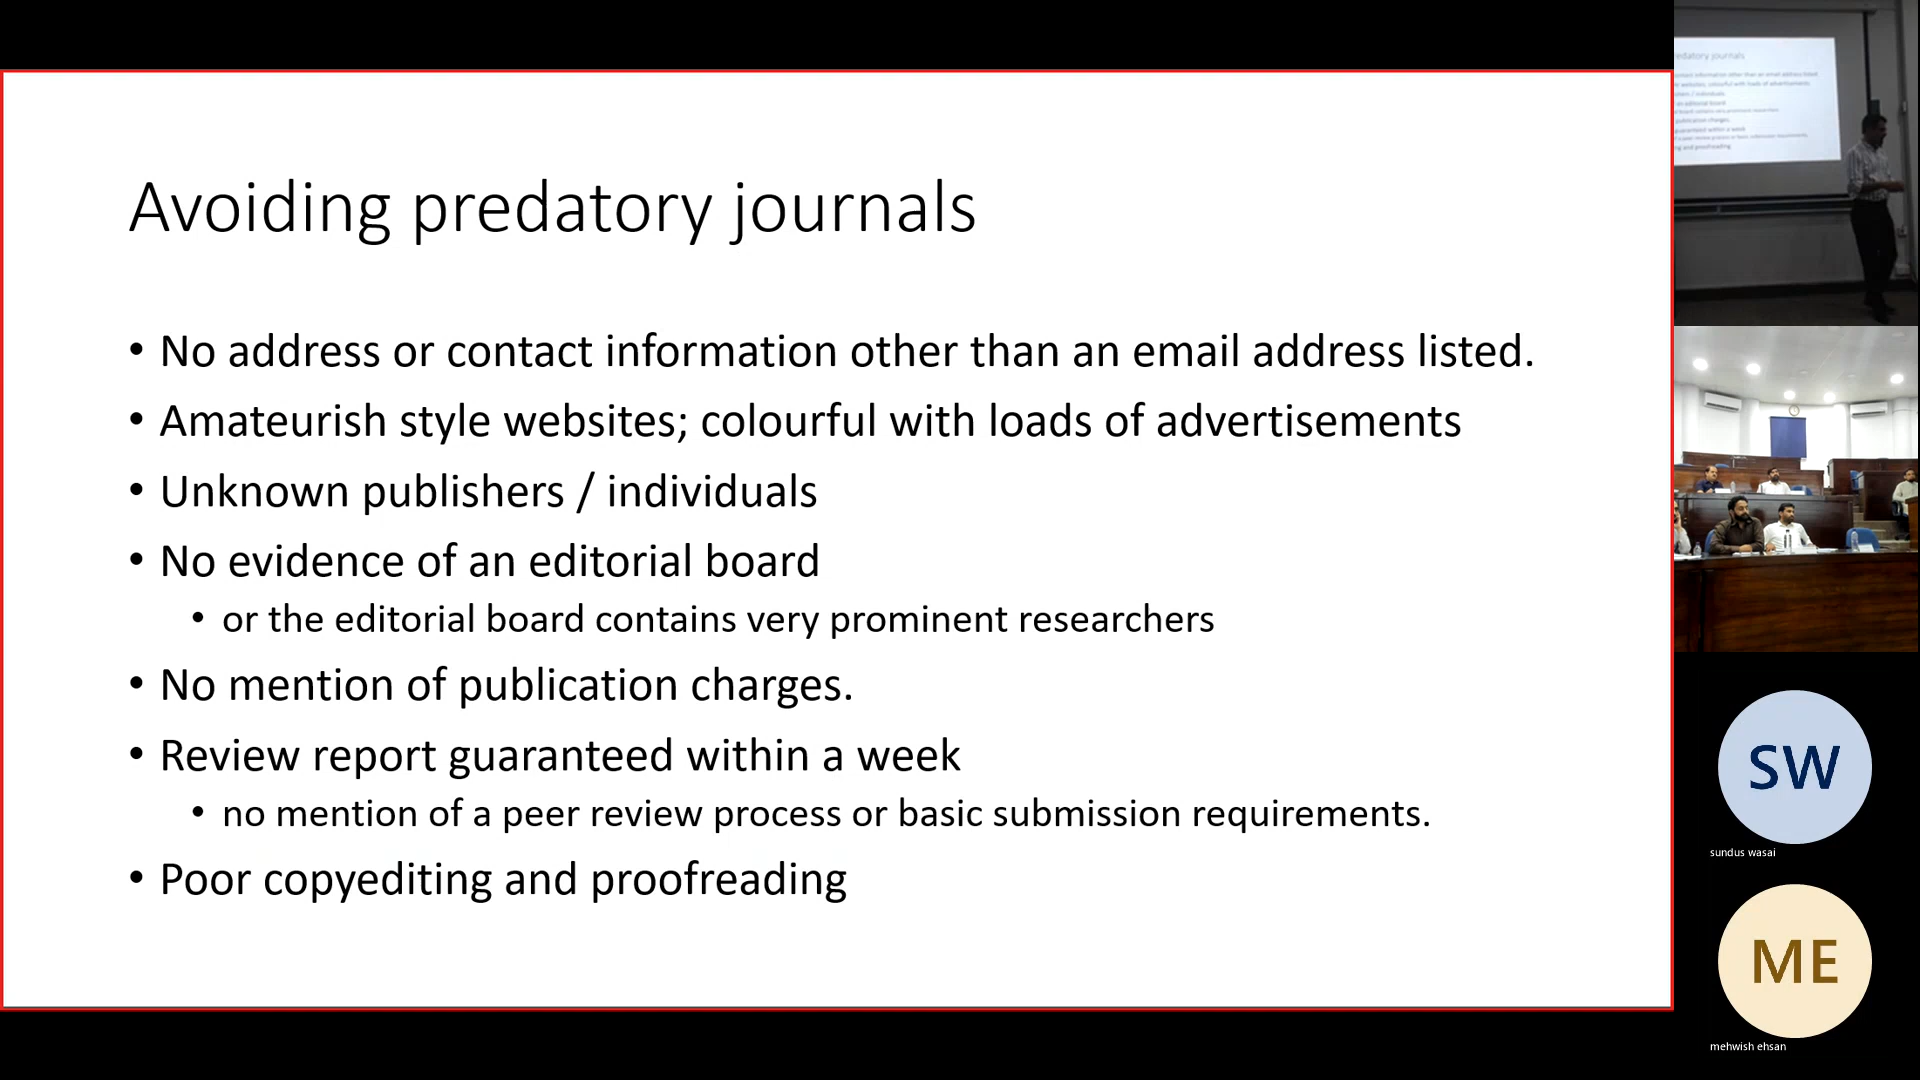 Avoiding predatory journals
• No address or contact information other than an email address listed.
• Amateurish style websites; colourful with loads of advertisements
• Unknown publishers / individuals
• No evidence of an editorial board
• or the editorial board contains very prominent researchers
• No mention of publication charges.
• Review report guaranteed within a week
• no mention of a peer review process or basic submission requirements.
• Poor copyediting and proofreading
SW
sundus wasai
ME
mehwish ehsan